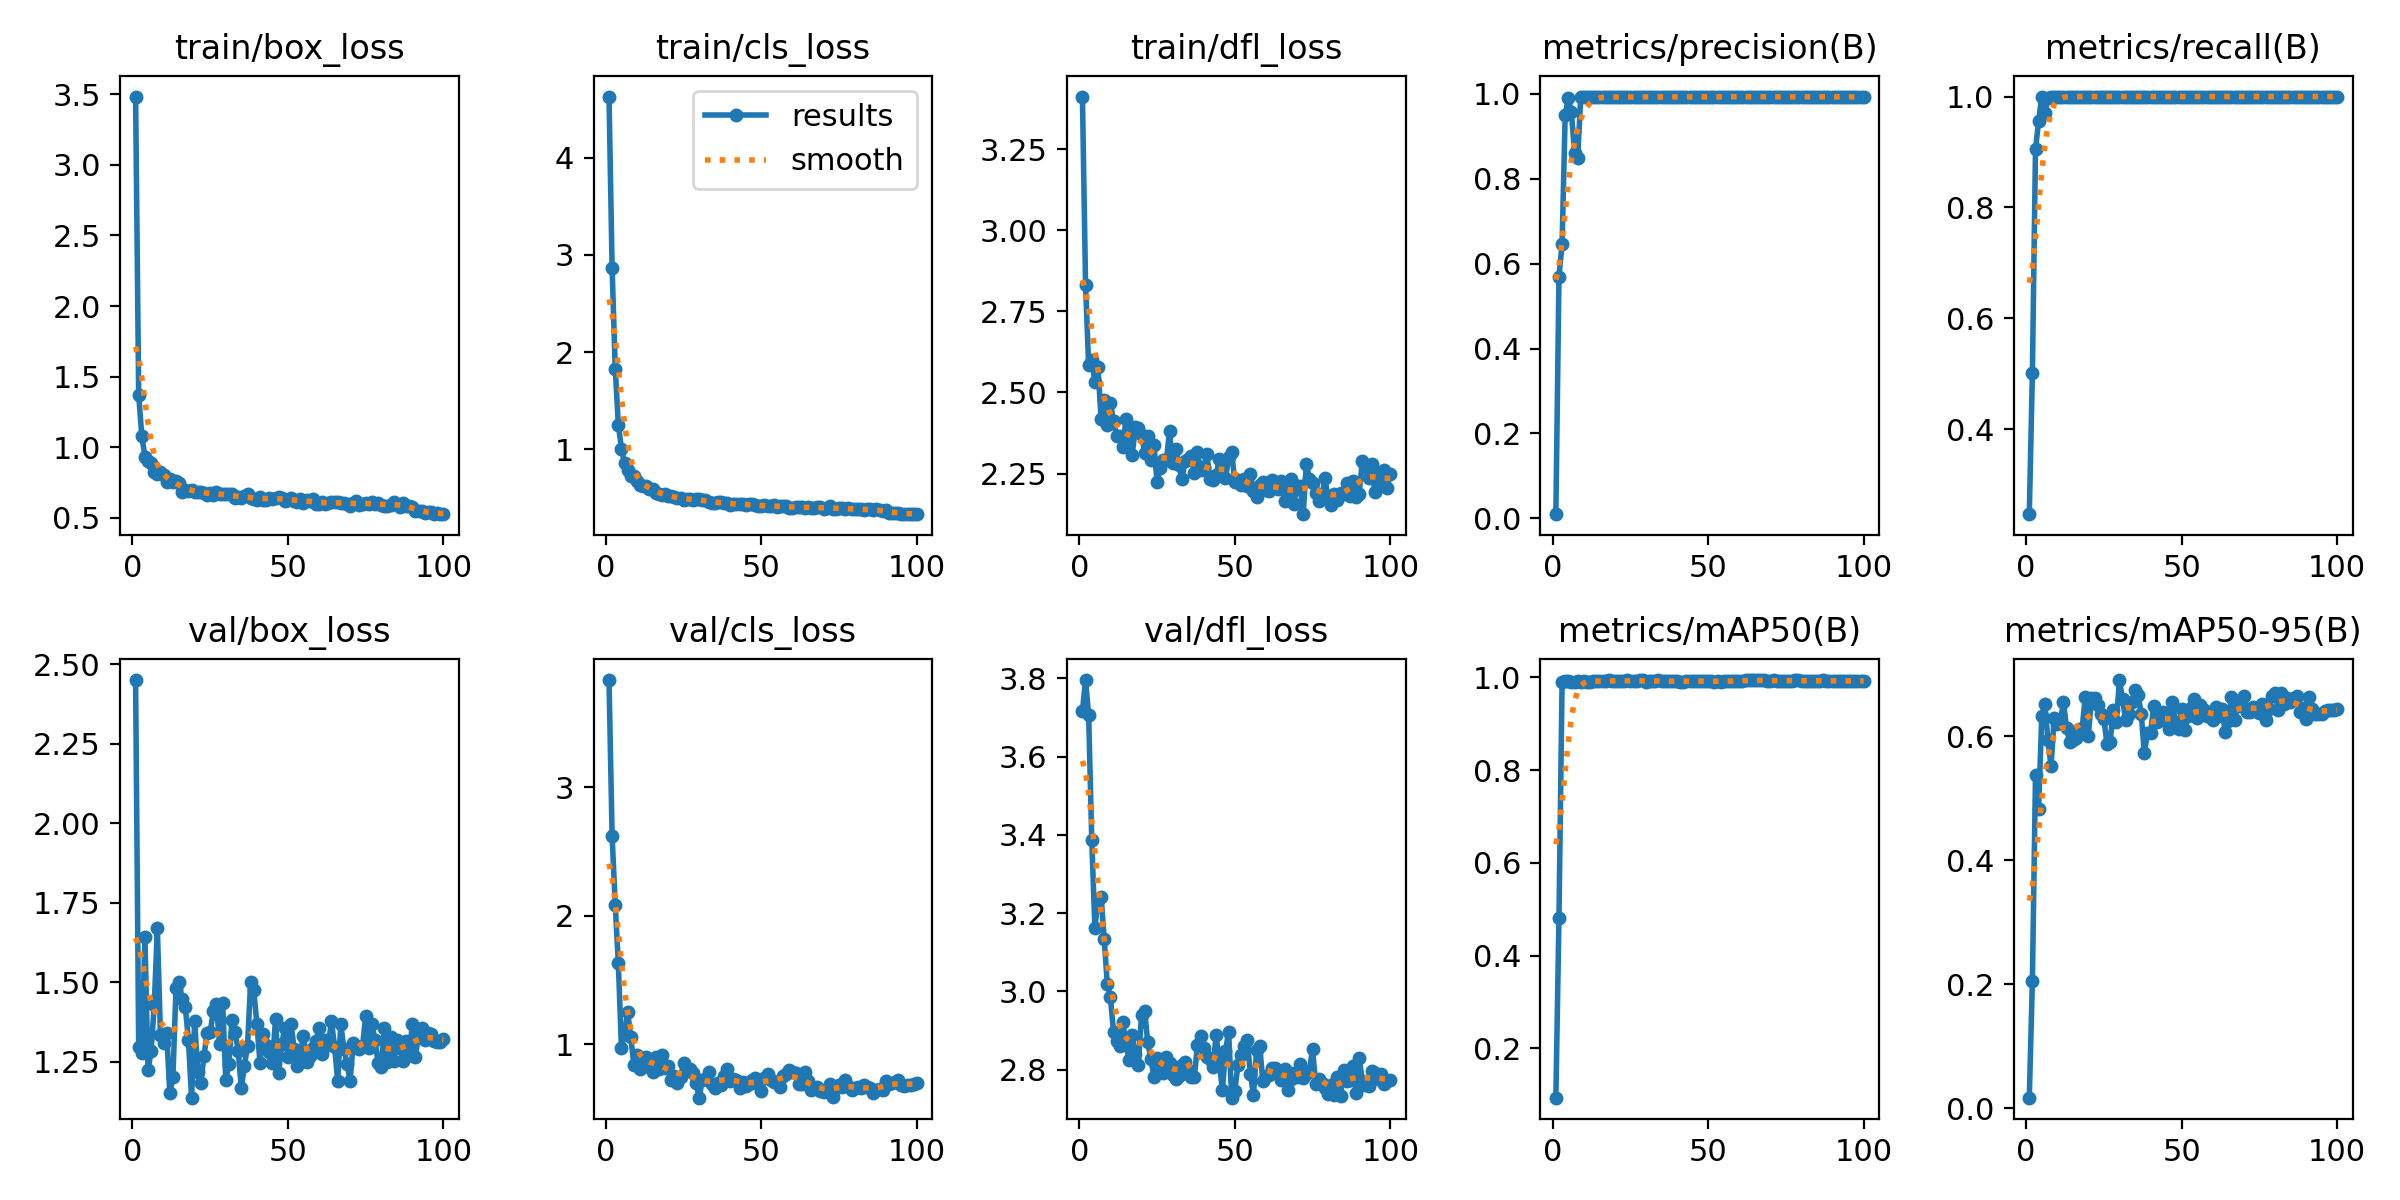 train/box_loss
train/cls_loss
train/dfl_loss
metrics/precision(B)
metrics/recall(B)
3.5
3.0
2.5
2.0
1.5
1.0
0.5
0 50 100
4
3
2
1
0 50 100
results
smooth
3.25
3.00
2.75
2.50
2.25
0 50 100
1.0
0.8
0.6
0.4
0.2
0.0
0 50 100
1.0
0.8
0.6
0.4
0 50 100
val/box_loss
val/cls_loss
val/dfl_loss
metrics/mAP50(B)
metrics/mAP50-95(B)
2.50
2.25
2.00
1.75
1.50
1.25
0 50 100
3
2
1
0 50 100
3.8
3.6
3.4
3.2
3.0
2.8
0 50 100
1.0
0.8
0.6
0.4
0.2
0 50 100
0.6
0.4
0.2
0.0
0 50 100